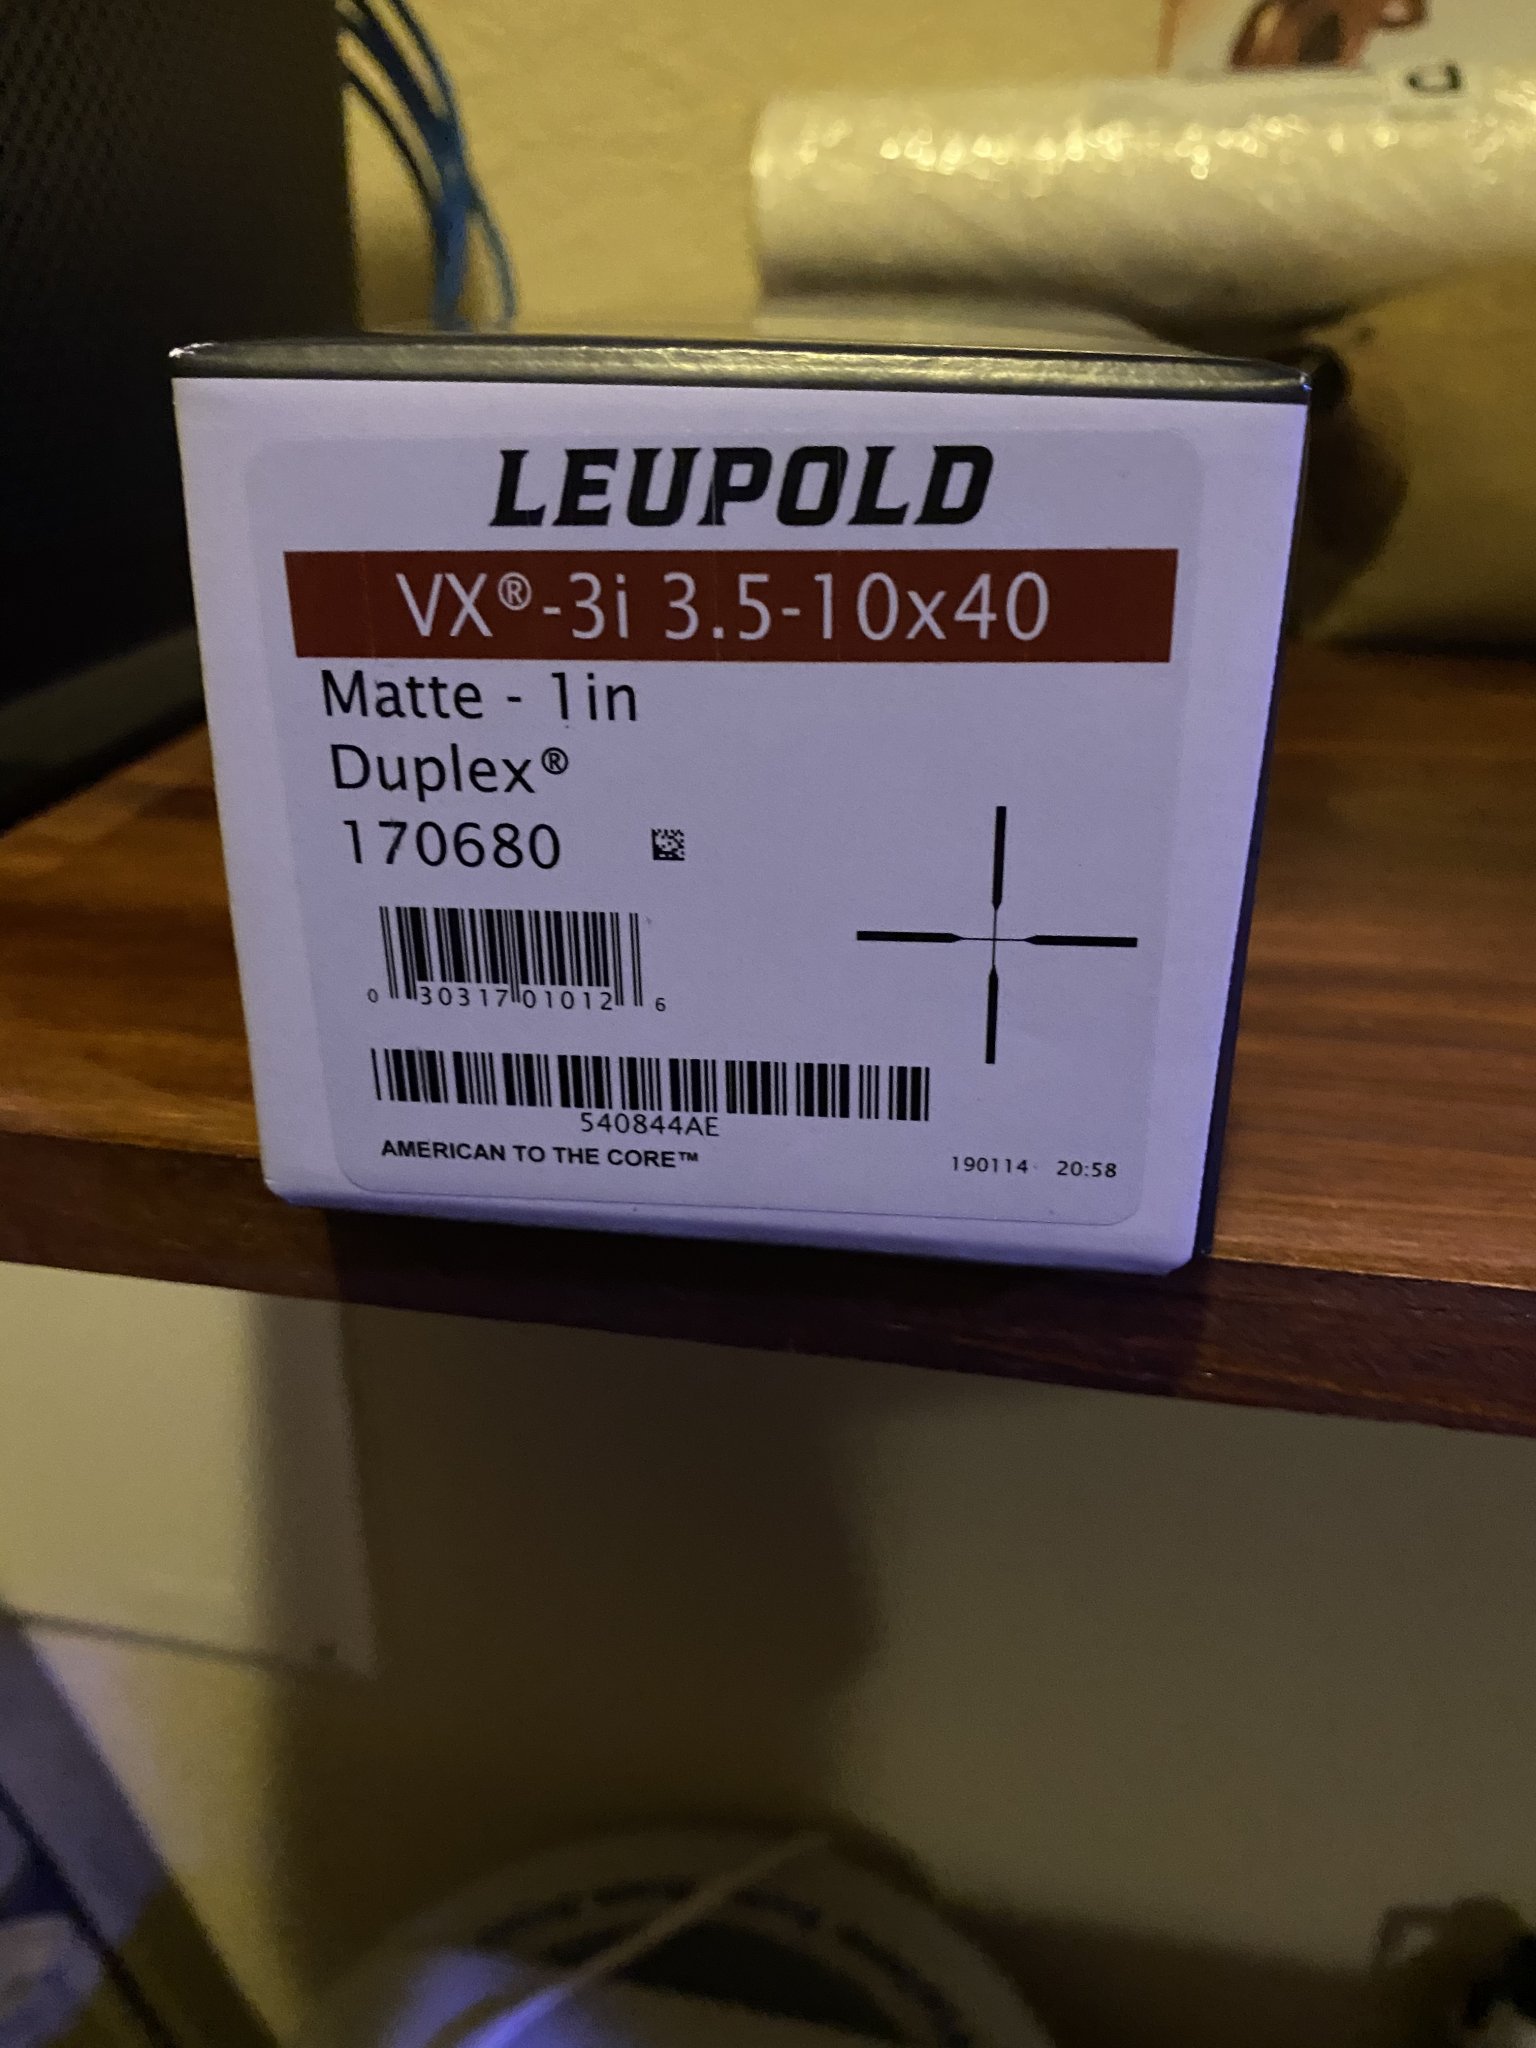 LEUPOLD
VX®-3i 3.5-10x40
Matte - 1in
Duplex®
170680
0 30317 01012 6
540844AE
AMERICAN TO THE CORE™
190114 20:58
C